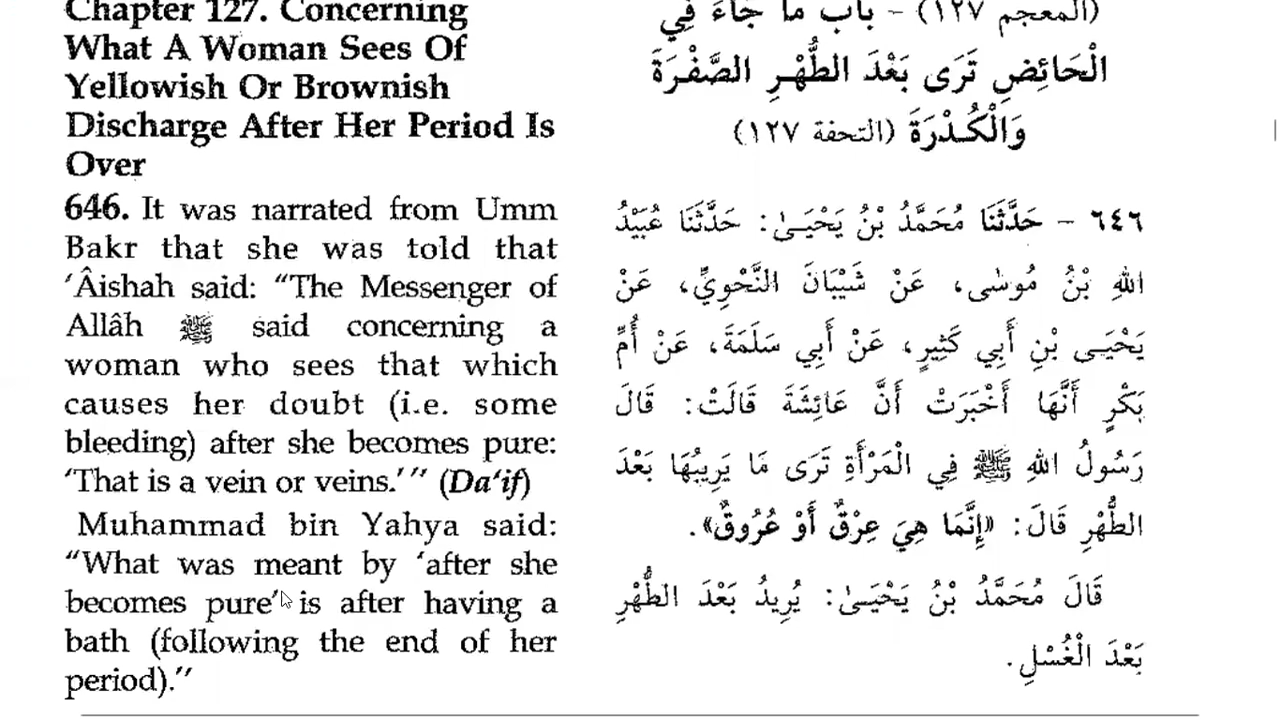 Chapter 127. Concerning
What A Woman Sees Of
Yellowish Or Brownish
Discharge After Her Period Is
Over
646. It was narrated from Umm
Bakr that she was told that
‘Âishah said: “The Messenger of
Allâh ﷺ said concerning a
woman who sees that which
causes her doubt (i.e. some
bleeding) after she becomes pure:
‘That is a vein or veins.’” (Da‘if)
Muhammad bin Yahya said:
“What was meant by ‘after she
becomes pure’ is after having a
bath (following the end of her
period).”
(المعجم ١٢٧) – باب مَا جَاءَ فِي
الْحَائِضِ تَرَى بَعْدَ الطُّهْرِ الصُّفْرَةَ
وَالْكُدْرَةَ (التحفة ١٢٧)
٦٤٦ – حَدَّثَنَا مُحَمَّدُ بْنُ يَحْيَىٰ: حَدَّثَنَا عُبَيْدُ
اللهِ بْنُ مُوسٰى، عَنْ شَيْبَانَ النَّحْوِيِّ، عَنْ
يَحْيَى بْنِ أَبِي كَثِيرٍ، عَنْ أَبِي سَلَمَةَ، عَنْ أُمِّ
بَكْرٍ أَنَّهَا أَخْبَرَتْ أَنَّ عَائِشَةَ قَالَتْ: قَالَ
رَسُولُ اللهِ ﷺ فِي الْمَرْأَةِ تَرَى مَا يَرِيبُهَا بَعْدَ
الطُّهْرِ قَالَ: «إِنَّمَا هِيَ عِرْقٌ أَوْ عُرُوقٌ».
قَالَ مُحَمَّدُ بْنُ يَحْيَىٰ: يُرِيدُ بَعْدَ الطُّهْرِ
بَعْدَ الْغُسْلِ.